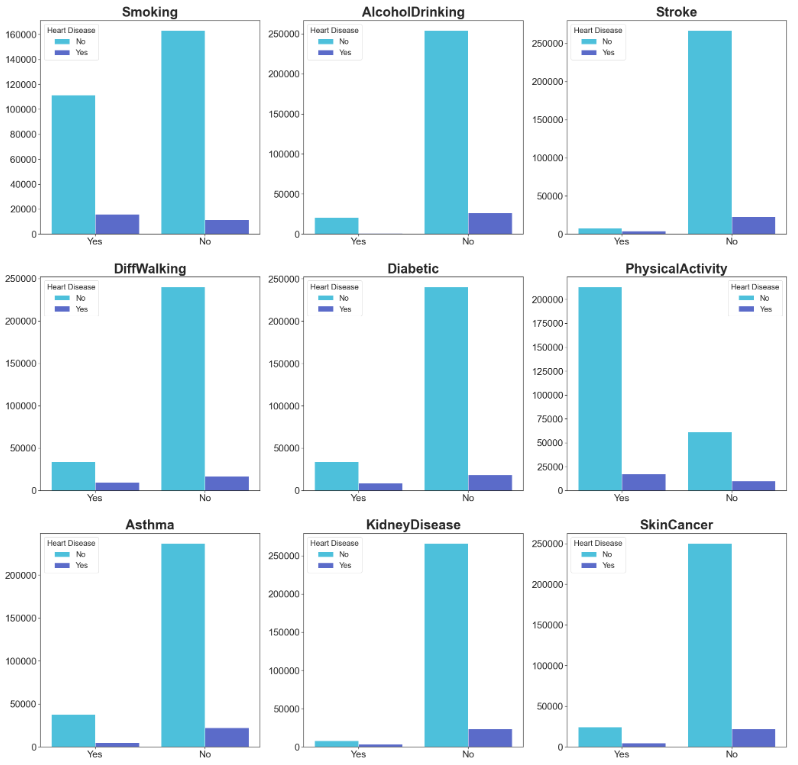 Smoking
Heart Disease
No
Yes
160000
140000
120000
100000
80000
60000
40000
20000
0
Yes No
AlcoholDrinking
Heart Disease
No
Yes
250000
200000
150000
100000
50000
0
Yes No
Stroke
Heart Disease
No
Yes
250000
200000
150000
100000
50000
0
Yes No
DiffWalking
Heart Disease
No
Yes
250000
200000
150000
100000
50000
0
Yes No
Diabetic
Heart Disease
No
Yes
250000
200000
150000
100000
50000
0
Yes No
PhysicalActivity
Heart Disease
No
Yes
200000
175000
150000
125000
100000
75000
50000
25000
0
Yes No
Asthma
Heart Disease
No
Yes
200000
150000
100000
50000
0
Yes No
KidneyDisease
Heart Disease
No
Yes
250000
200000
150000
100000
50000
0
Yes No
SkinCancer
Heart Disease
No
Yes
250000
200000
150000
100000
50000
0
Yes No